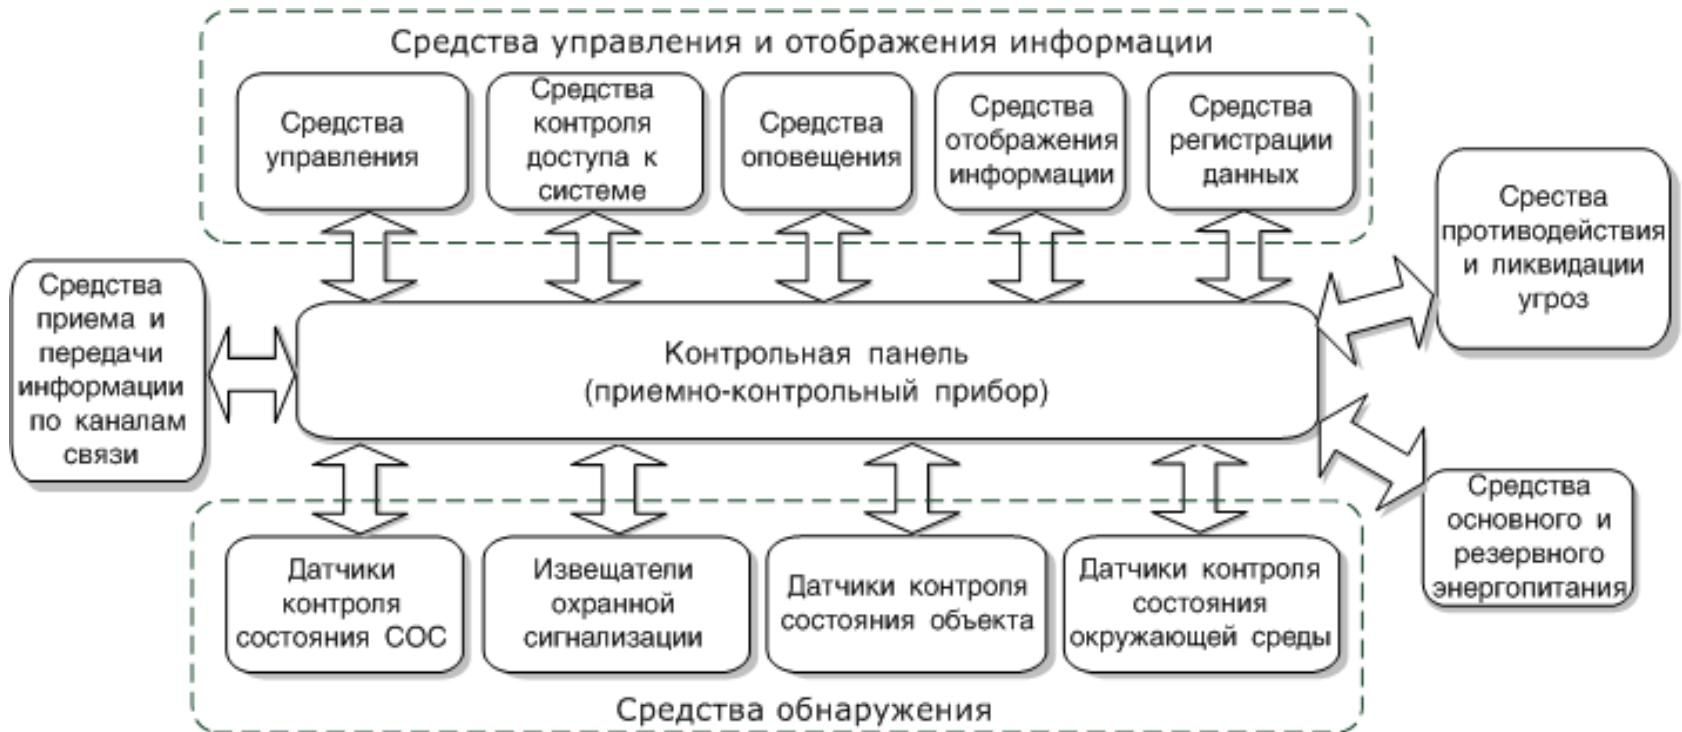 Средства управления и отображения информации
Средства
управления
Средства
контроля
доступа к
системе
Средства
оповещения
Средства
отображения
информации
Средства
регистрации
данных
Срества
противодействия
и ликвидации
угроз
Средства
приема и
передачи
информации
по каналам
связи
Контрольная панель
(приемно-контрольный прибор)
Средства
основного и
резервного
энергопитания
Датчики
контроля
состояния СОС
Извещатели
охранной
сигнализации
Датчики контроля
состояния объекта
Датчики контроля
состояния
окружающей среды
Средства обнаружения